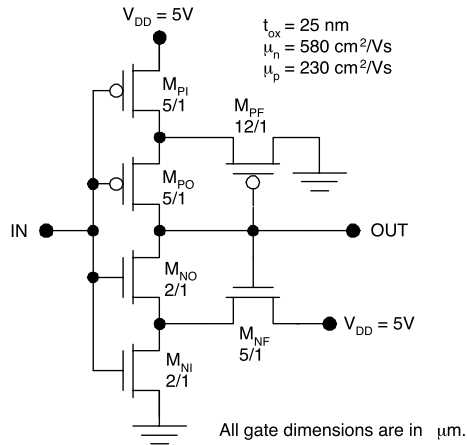 V_DD = 5V
t_ox = 25 nm
μ_n = 580 cm²/Vs
μ_p = 230 cm²/Vs
M_PI
5/1
M_PF
12/1
M_PO
5/1
IN
OUT
M_NO
2/1
V_DD = 5V
M_NF
5/1
M_NI
2/1
All gate dimensions are in μm.